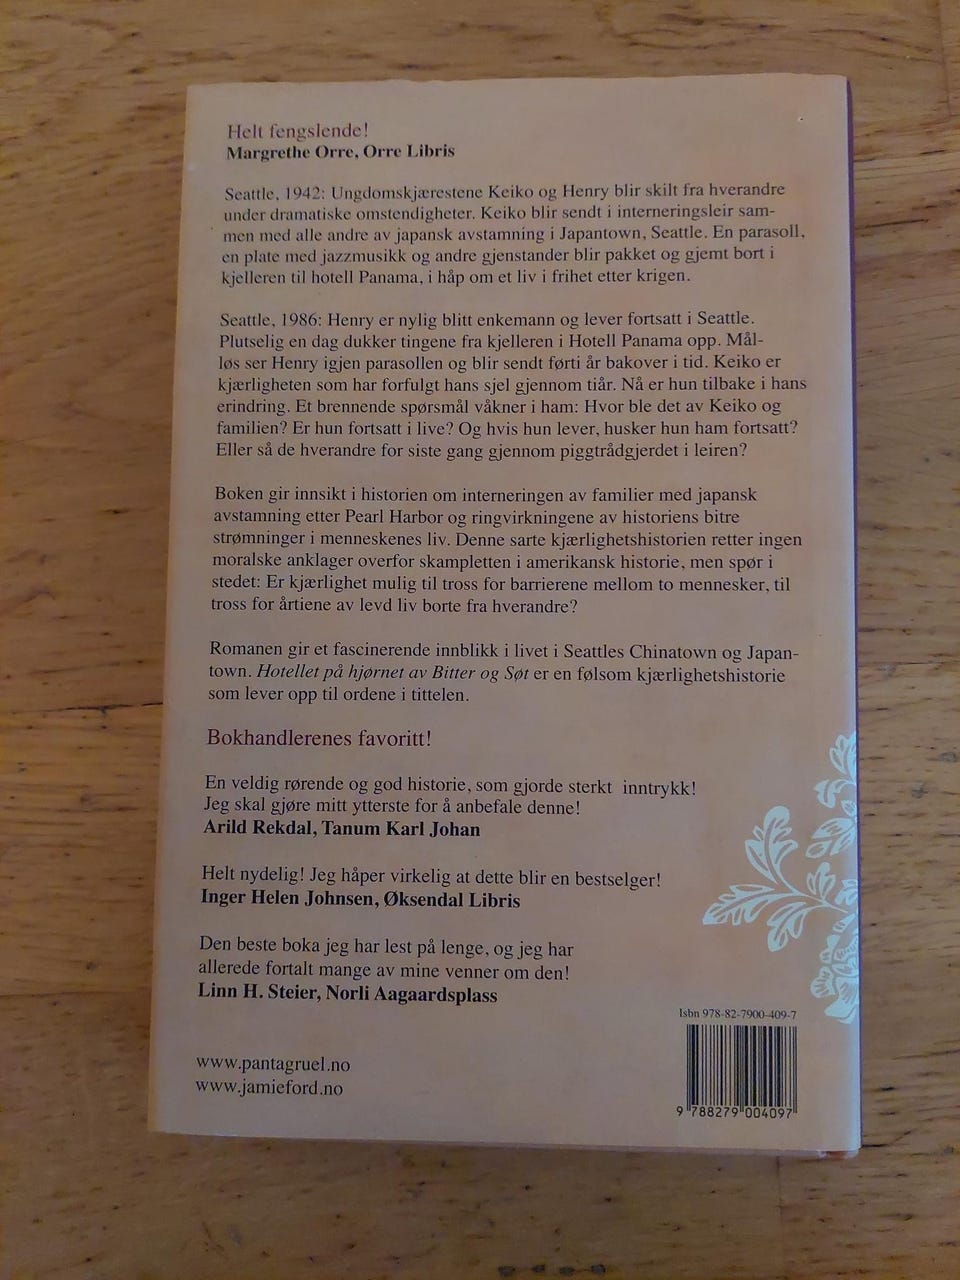 Helt fengslende!
Margrethe Orre, Orre Libris
Seattle, 1942: Ungdomskjærestene Keiko og Henry blir skilt fra hverandre
under dramatiske omstendigheter. Keiko blir sendt i interneringsleir sam-
men med alle andre av japansk avstamning i Japantown, Seattle. En parasoll,
en plate med jazzmusikk og andre gjenstander blir pakket og gjemt bort i
kjelleren til hotell Panama, i håp om et liv i frihet etter krigen.
Seattle, 1986: Henry er nylig blitt enkemann og lever fortsatt i Seattle.
Plutselig en dag dukker tingene fra kjelleren i Hotell Panama opp. Mål-
løs ser Henry igjen parasollen og blir sendt førti år bakover i tid. Keiko er
kjærligheten som har forfulgt hans sjel gjennom tiår. Nå er hun tilbake i hans
erindring. Et brennende spørsmål våkner i ham: Hvor ble det av Keiko og
familien? Er hun fortsatt i live? Og hvis hun lever, husker hun ham fortsatt?
Eller så de hverandre for siste gang gjennom piggtrådgjerdet i leiren?
Boken gir innsikt i historien om interneringen av familier med japansk
avstamning etter Pearl Harbor og ringvirkningene av historiens bitre
strømninger i menneskenes liv. Denne sarte kjærlighetshistorien retter ingen
moralske anklager overfor skampletten i amerikansk historie, men spør i
stedet: Er kjærlighet mulig til tross for barrierene mellom to mennesker, til
tross for årtiene av levd liv borte fra hverandre?
Romanen gir et fascinerende innblikk i livet i Seattles Chinatown og Japan-
town. Hotellet på hjørnet av Bitter og Søt er en følsom kjærlighetshistorie
som lever opp til ordene i tittelen.
Bokhandlerenes favoritt!
En veldig rørende og god historie, som gjorde sterkt inntrykk!
Jeg skal gjøre mitt ytterste for å anbefale denne!
Arild Rekdal, Tanum Karl Johan
Helt nydelig! Jeg håper virkelig at dette blir en bestselger!
Inger Helen Johnsen, Øksendal Libris
Den beste boka jeg har lest på lenge, og jeg har
allerede fortalt mange av mine venner om den!
Linn H. Steier, Norli Aagaardsplass
Isbn 978-82-7900-409-7
www.pantagruel.no
www.jamieford.no
9 788279 004097